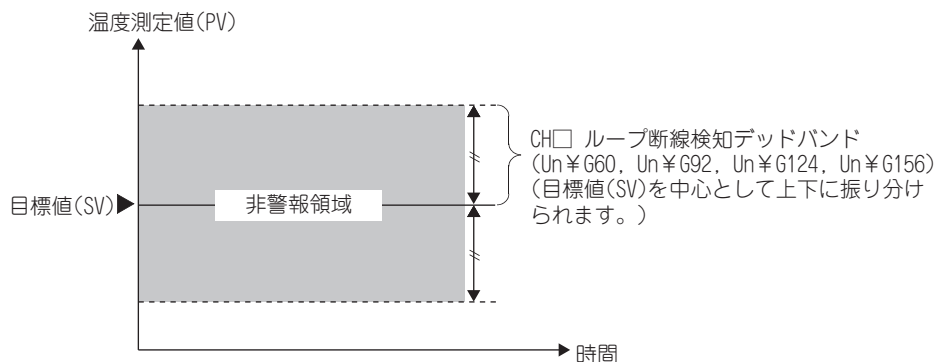 温度測定値(PV)
CH□ ループ断線検知デッドバンド
(Un￥G60, Un￥G92, Un￥G124, Un￥G156)
(目標値(SV)を中心として上下に振り分け
られます。)
目標値(SV)
非警報領域
時間